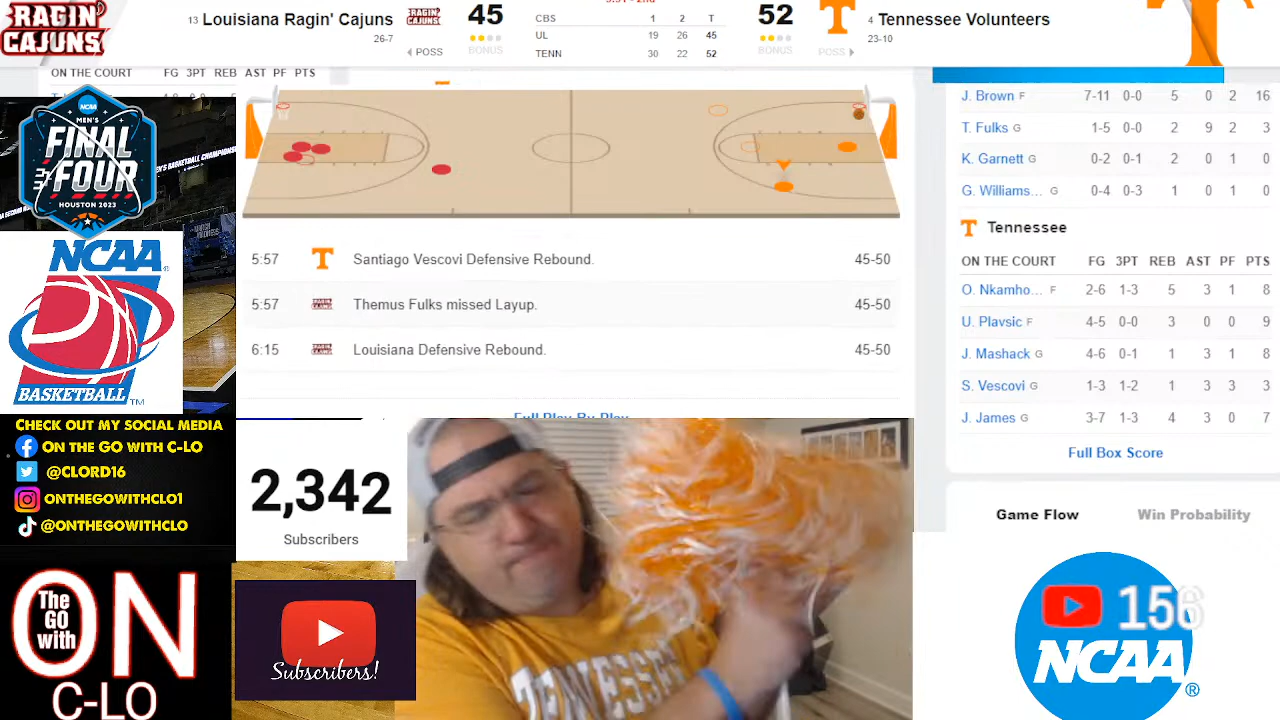 RAGIN'
CAJUNS
13 Louisiana Ragin' Cajuns
26-7
RAGIN
CAJUNS
POSS
45
BONUS
CBS 1 2 T
UL 19 26 45
TENN 30 22 52
52
BONUS
T
POSS
4 Tennessee Volunteers
23-10
T
ON THE COURT FG 3PT REB AST PF PTS
NCAA
MEN'S
FINAL
FOUR
HOUSTON 2023
NCAA
BASKETBALL™
CHECK OUT MY SOCIAL MEDIA
ON THE GO WITH C-LO
@CLORD16
ONTHEGOWITHCLO1
@ONTHEGOWITHCLO
The
GO
with
ON
C-LO
5:57 T Santiago Vescovi Defensive Rebound. 45-50
5:57 Themus Fulks missed Layup. 45-50
6:15 Louisiana Defensive Rebound. 45-50
Full Play-By-Play
2,342
Subscribers
Subscribers!
TENNESSEE
J. Brown F 7-11 0-0 5 0 2 16
T. Fulks G 1-5 0-0 2 9 2 3
K. Garnett G 0-2 0-1 2 0 1 0
G. Williams... G 0-4 0-3 1 0 1 0
T Tennessee
ON THE COURT FG 3PT REB AST PF PTS
O. Nkamho... F 2-6 1-3 5 3 1 8
U. Plavsic F 4-5 0-0 3 0 0 9
J. Mashack G 4-6 0-1 1 3 1 8
S. Vescovi G 1-3 1-2 1 3 3 3
J. James G 3-7 1-3 4 3 0 7
Full Box Score
Game Flow Win Probability
156
NCAA®